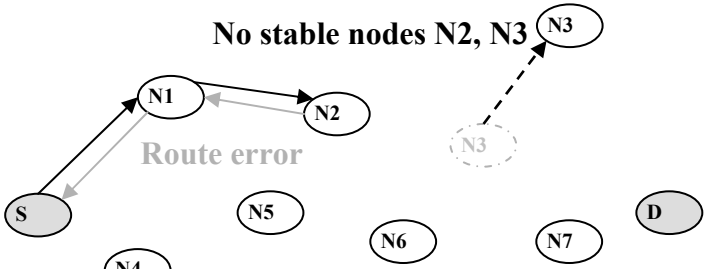 No stable nodes N2, N3
N3
N1
N2
N3
Route error
S
N5
D
N6
N7
N4